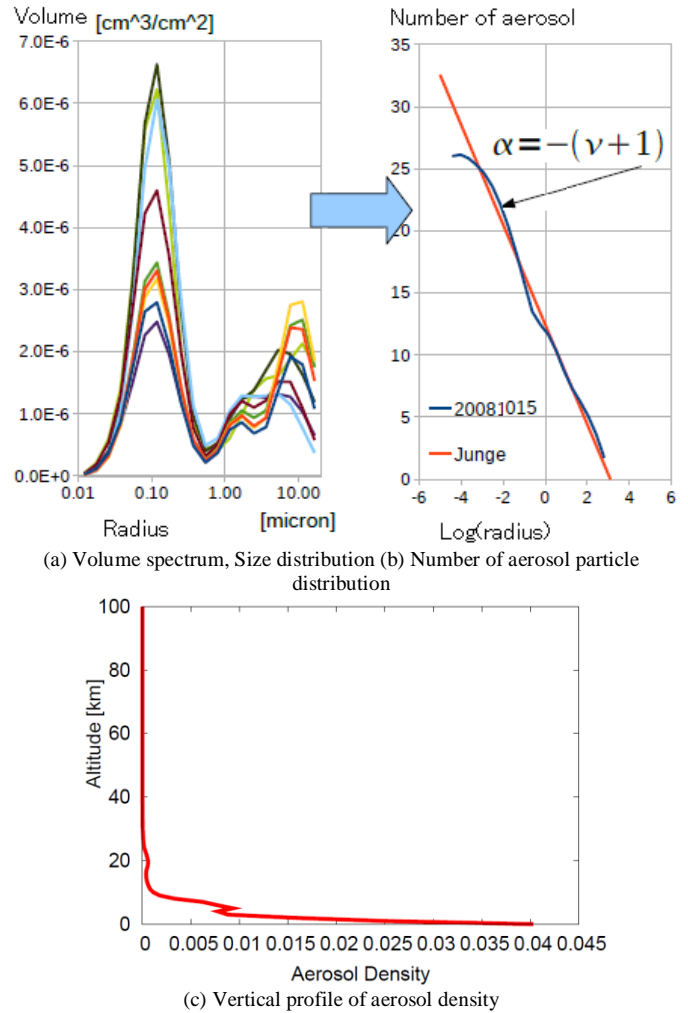 Volume [cm^3/cm^2]
7.0E-6
6.0E-6
5.0E-6
4.0E-6
3.0E-6
2.0E-6
1.0E-6
0.0E+0
0.01 0.10 1.00 10.00
Radius [micron]
Number of aerosol
35
30
25
20
15
10
5
0
α=-(ν+1)
20081015
Junge
-6 -4 -2 0 2 4 6
Log(radius)
(a) Volume spectrum, Size distribution (b) Number of aerosol particle
distribution
100
80
60
40
20
0
Altitude [km]
0 0.005 0.01 0.015 0.02 0.025 0.03 0.035 0.04 0.045
Aerosol Density
(c) Vertical profile of aerosol density